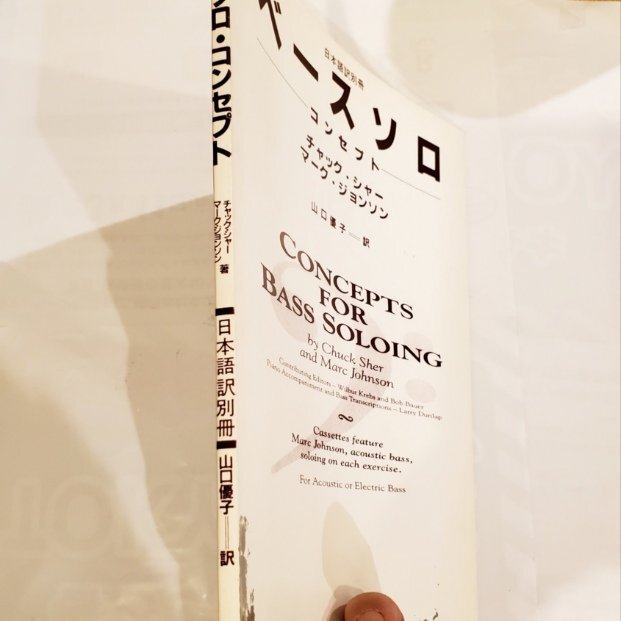 ソロ・コンセプト
チャック・シャー
マーク・ジョンソン 著
日本語訳別冊
山口優子──訳
日本語訳別冊
ベースソロ
コンセプト
チャック・シャー
マーク・ジョンソン
山口優子──訳
CONCEPTS
FOR
BASS SOLOING
by Chuck Sher
and Marc Johnson
Contributing Editors – Wilbur Krebs and Bob Bauer
Piano Accompaniment and Bass Transcriptions – Larry Dunlap
Cassettes feature
Marc Johnson, acoustic bass,
soloing on each exercise.
For Acoustic or Electric Bass